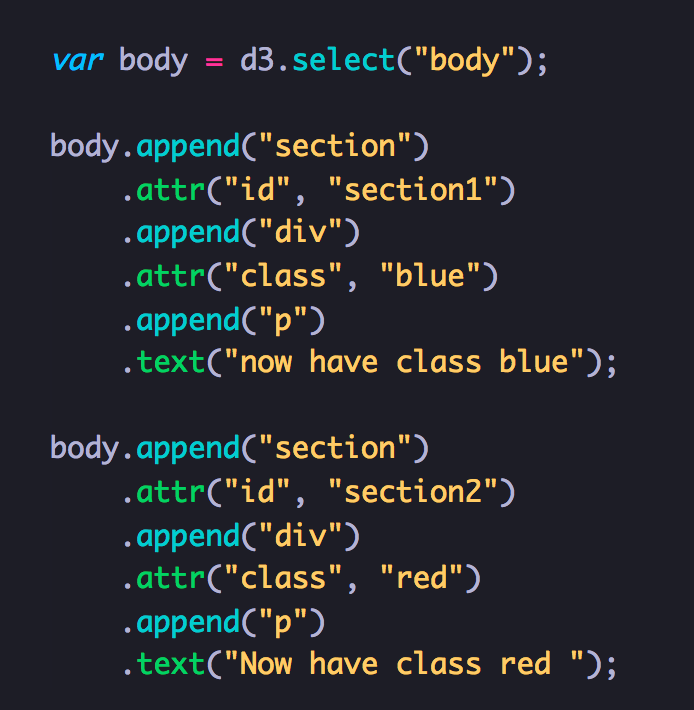 var body = d3.select("body");
body.append("section")
.attr("id", "section1")
.append("div")
.attr("class", "blue")
.append("p")
.text("now have class blue");
body.append("section")
.attr("id", "section2")
.append("div")
.attr("class", "red")
.append("p")
.text("Now have class red ");